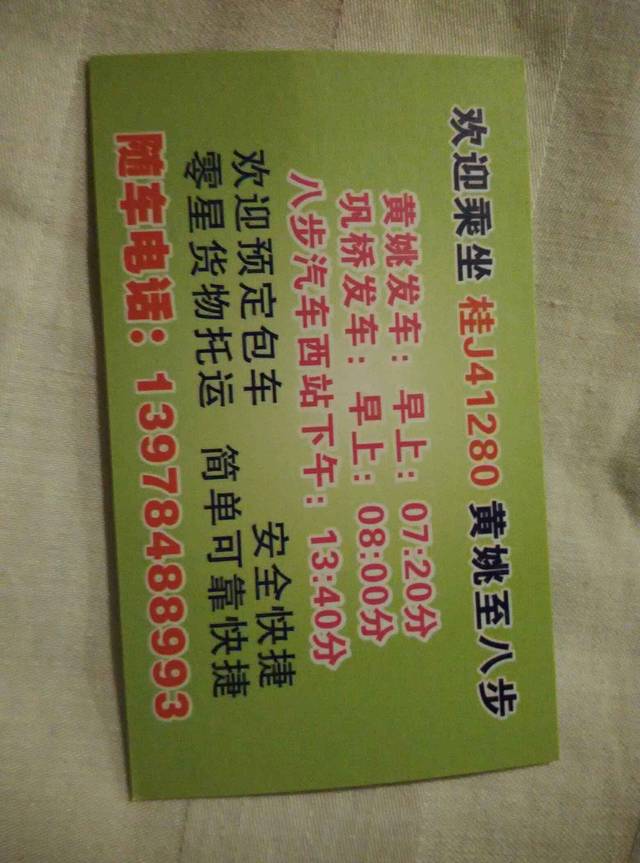 欢迎乘坐 桂J41280 黄姚至八步
黄姚发车：早上：07:20分
巩桥发车：早上：08:00分
八步汽车西站下午：13:40分
欢迎预定包车 安全快捷
零星货物托运 简单可靠快捷
随车电话：13978488993